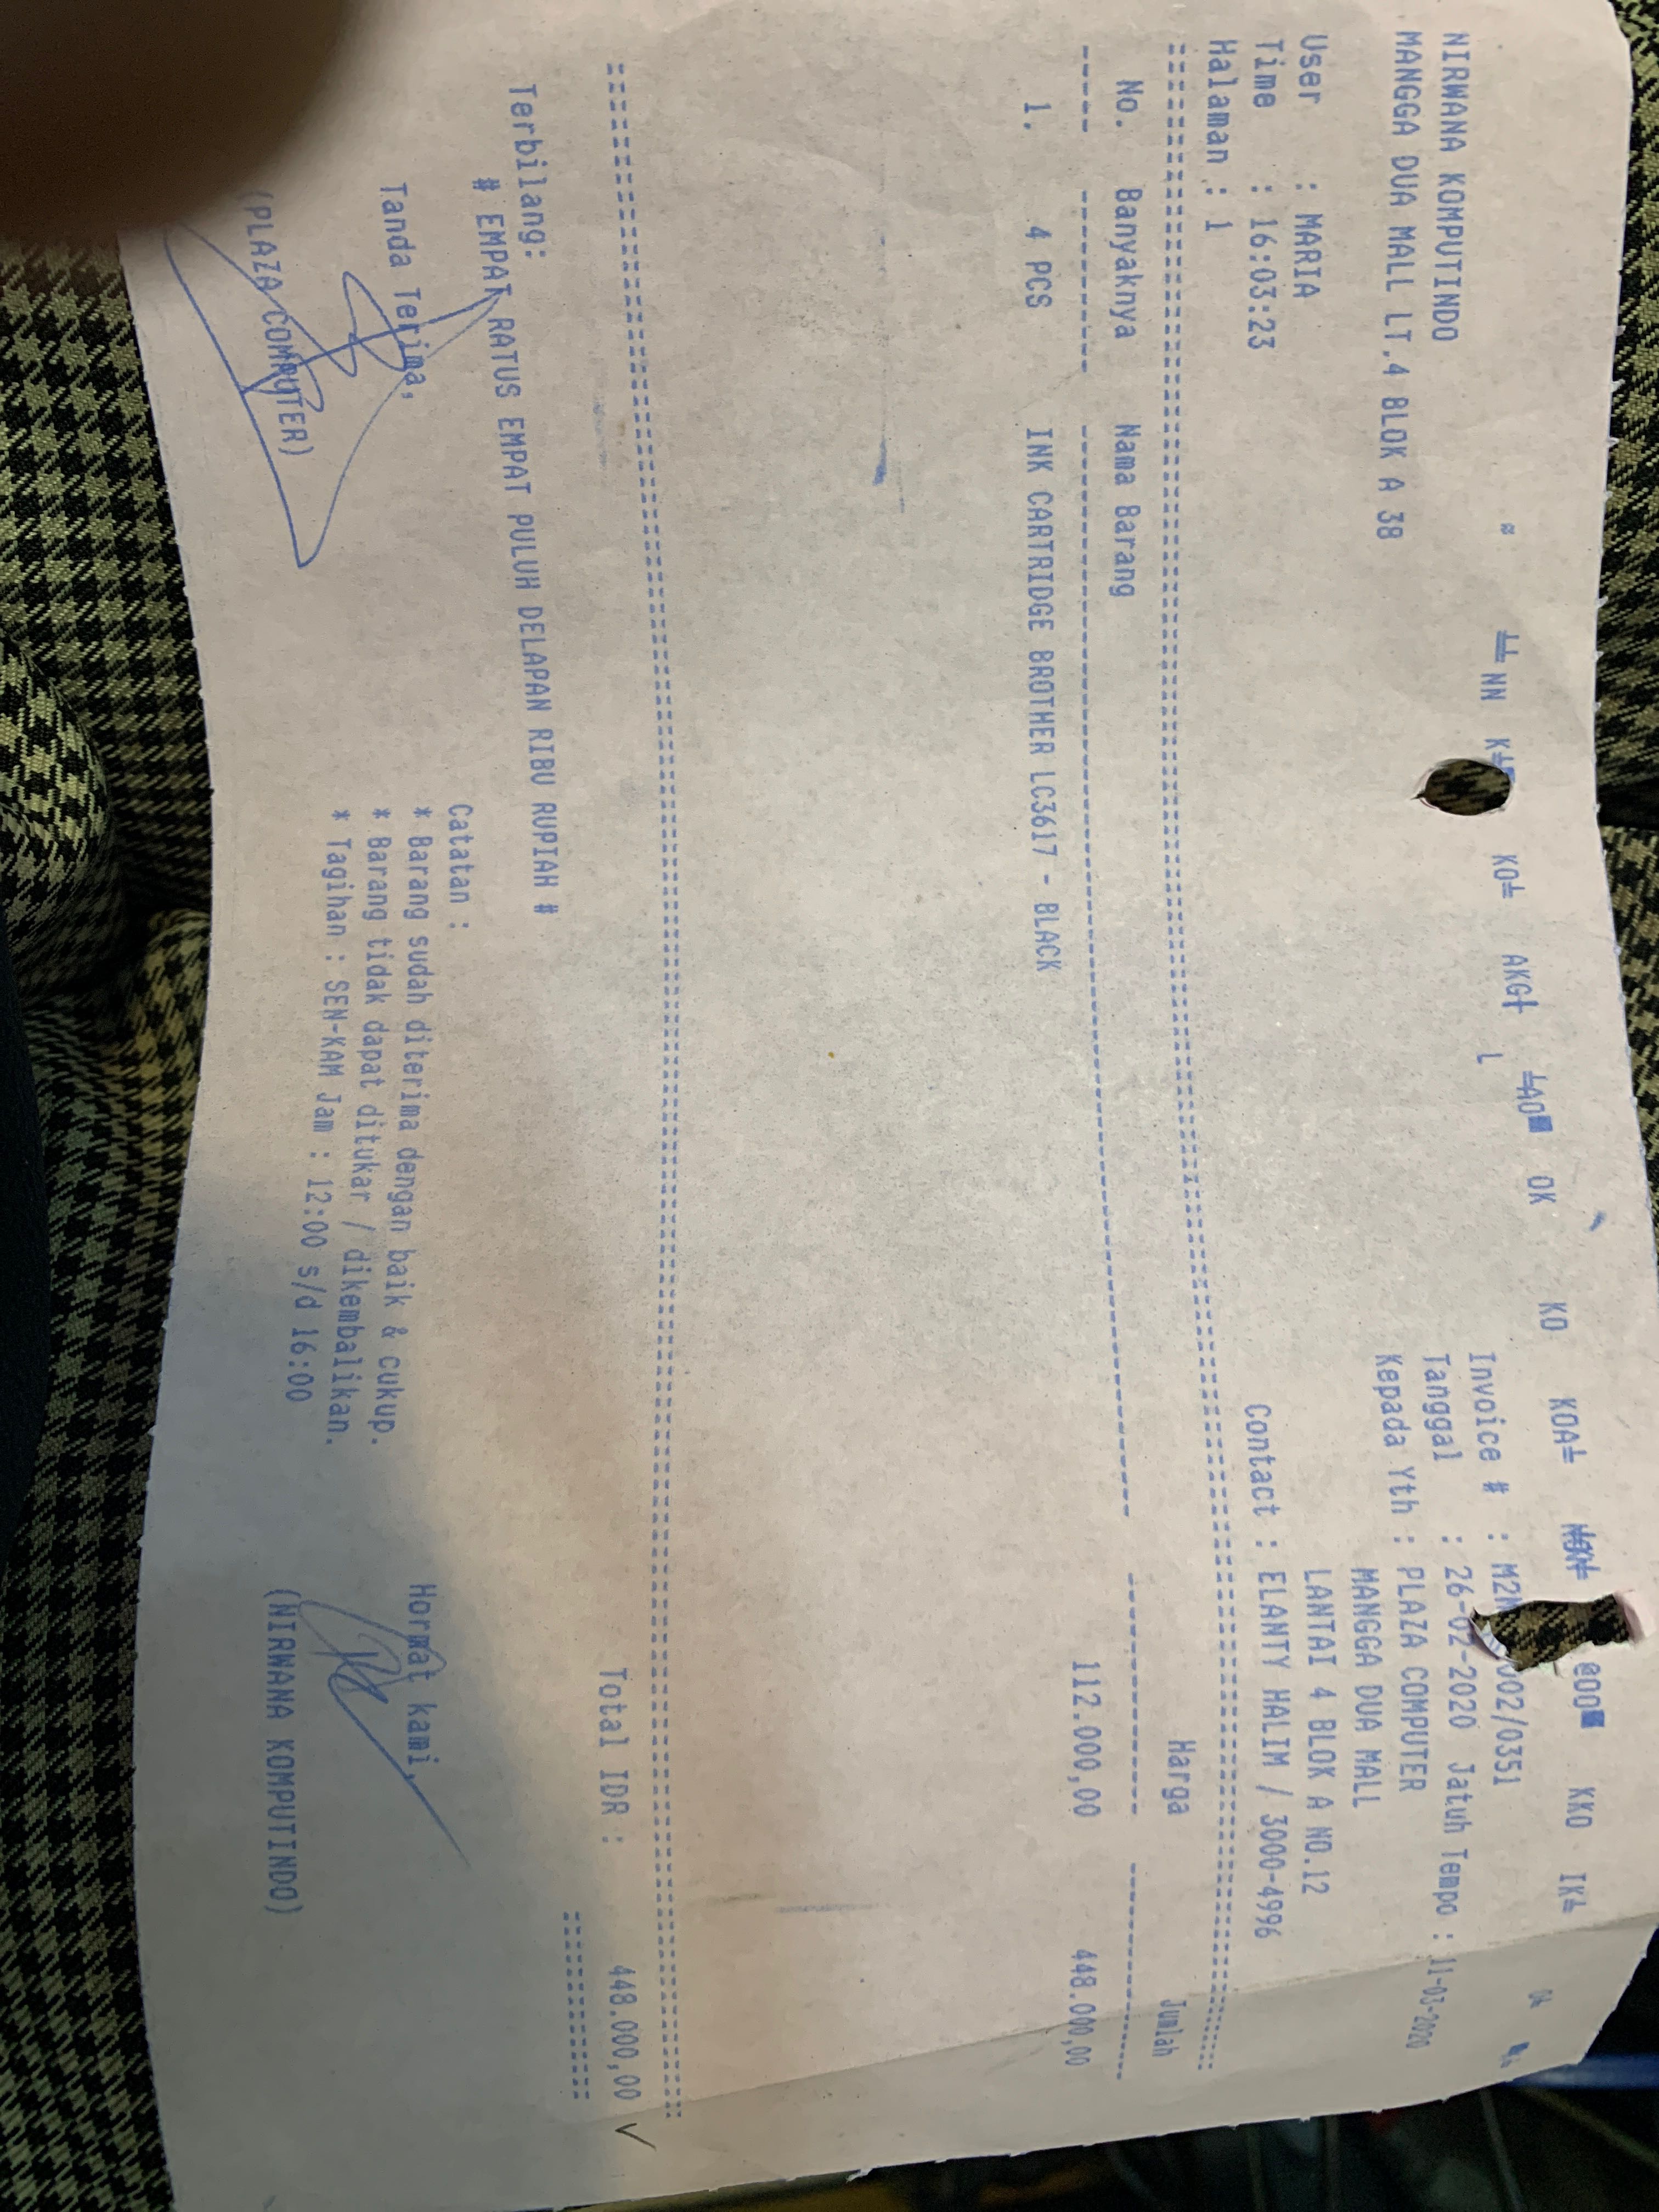 NIRWANA KOMPUTINDO
MANGGA DUA MALL LT.4 BLOK A 38
Invoice # : 002/0351
Tanggal : 26-02-2020 Jatuh Tempo : 11-03-2020
Kepada Yth : PLAZA COMPUTER
MANGGA DUA MALL
LANTAI 4 BLOK A NO.12
Contact : ELANTY HALIM / 3000-4996
User : MARIA
Time : 16:03:23
Halaman : 1
No. Banyaknya Nama Barang Harga Jumlah
1. 4 PCS INK CARTRIDGE BROTHER LC3617 - BLACK 112.000,00 448.000,00
Total IDR : 448.000,00
Terbilang:
# EMPAT RATUS EMPAT PULUH DELAPAN RIBU RUPIAH #
Tanda Terima,
(PLAZA COMPUTER)
Catatan :
* Barang sudah diterima dengan baik & cukup.
* Barang tidak dapat ditukar / dikembalikan.
* Tagihan : SEN-KAM Jam : 12:00 s/d 16:00
Hormat kami,
(NIRWANA KOMPUTINDO)